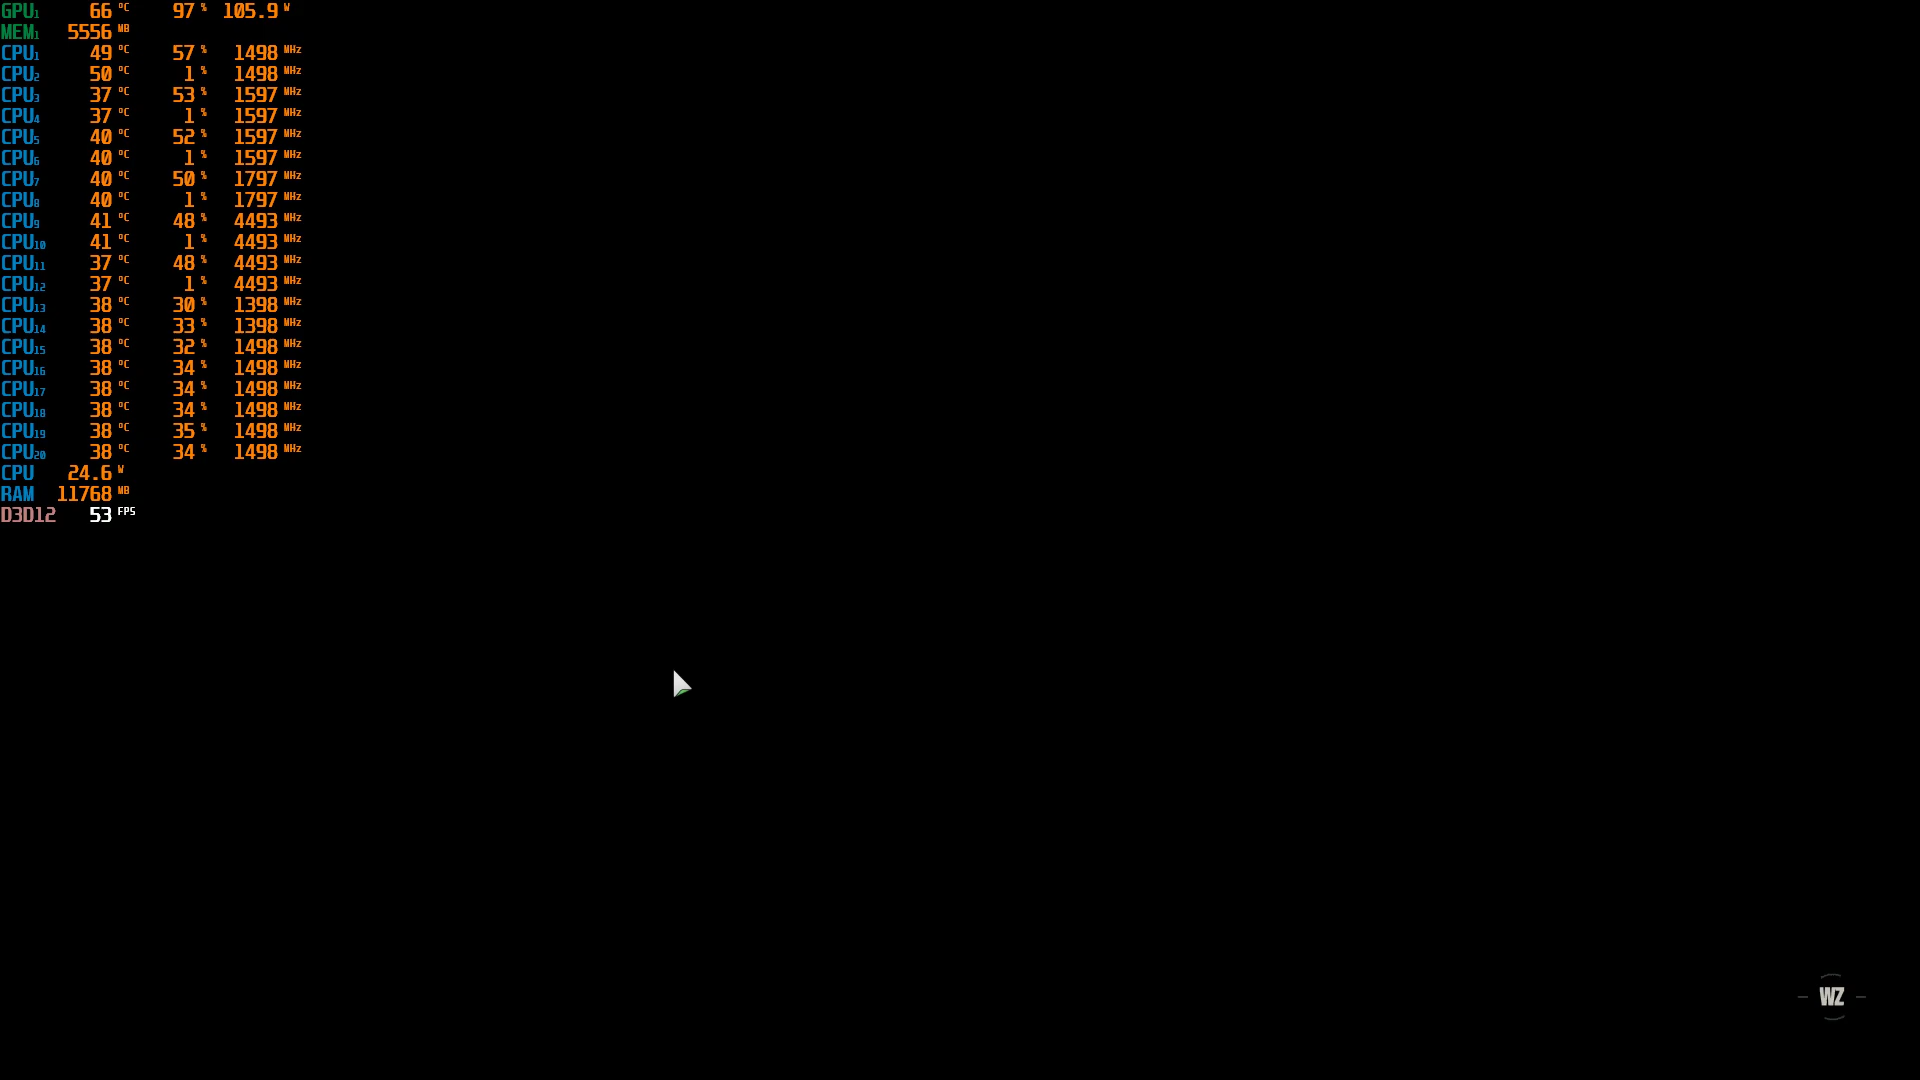 GPU1 66 °C 97 % 105.9 W
MEM1 5556 MB
CPU1 49 °C 57 % 1498 MHz
CPU2 50 °C 1 % 1498 MHz
CPU3 37 °C 53 % 1597 MHz
CPU4 37 °C 1 % 1597 MHz
CPU5 40 °C 52 % 1597 MHz
CPU6 40 °C 1 % 1597 MHz
CPU7 40 °C 50 % 1797 MHz
CPU8 40 °C 1 % 1797 MHz
CPU9 41 °C 48 % 4493 MHz
CPU10 41 °C 1 % 4493 MHz
CPU11 37 °C 48 % 4493 MHz
CPU12 37 °C 1 % 4493 MHz
CPU13 38 °C 30 % 1398 MHz
CPU14 38 °C 33 % 1398 MHz
CPU15 38 °C 32 % 1498 MHz
CPU16 38 °C 34 % 1498 MHz
CPU17 38 °C 34 % 1498 MHz
CPU18 38 °C 34 % 1498 MHz
CPU19 38 °C 35 % 1498 MHz
CPU20 38 °C 34 % 1498 MHz
CPU 24.6 W
RAM 11768 MB
D3D12 53 FPS
WZ